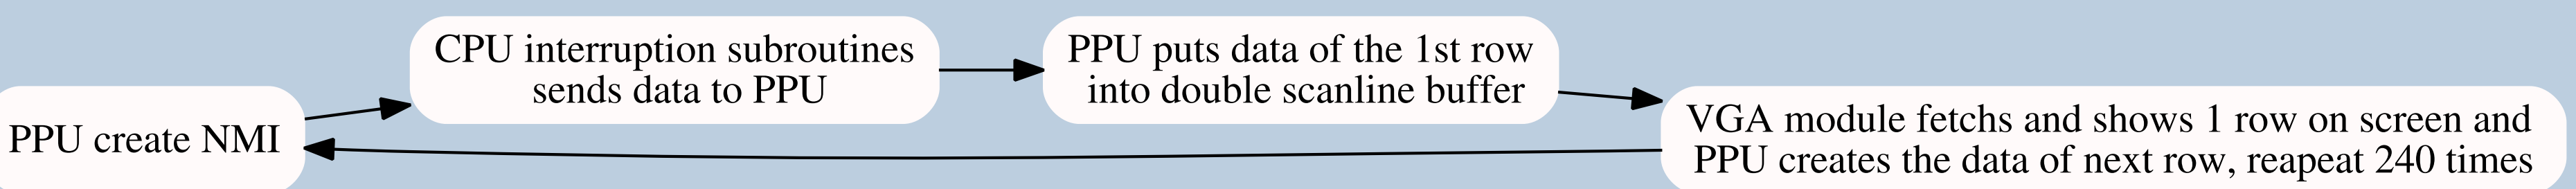 PPU create NMI
CPU interruption subroutines
sends data to PPU
PPU puts data of the 1st row
into double scanline buffer
VGA module fetchs and shows 1 row on screen and
PPU creates the data of next row, reapeat 240 times